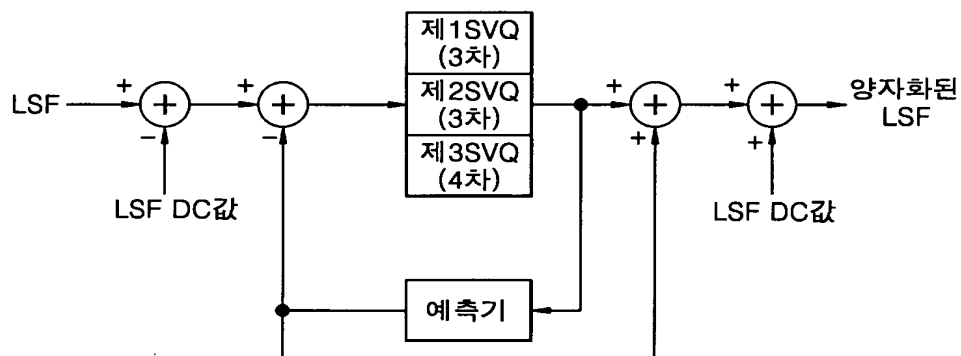 제1SVQ
(3차)
제2SVQ
(3차)
제3SVQ
(4차)
LSF
+
+
+
−
+
−
+
+
+
+
+
+
양자화된
LSF
LSF DC값
LSF DC값
예측기